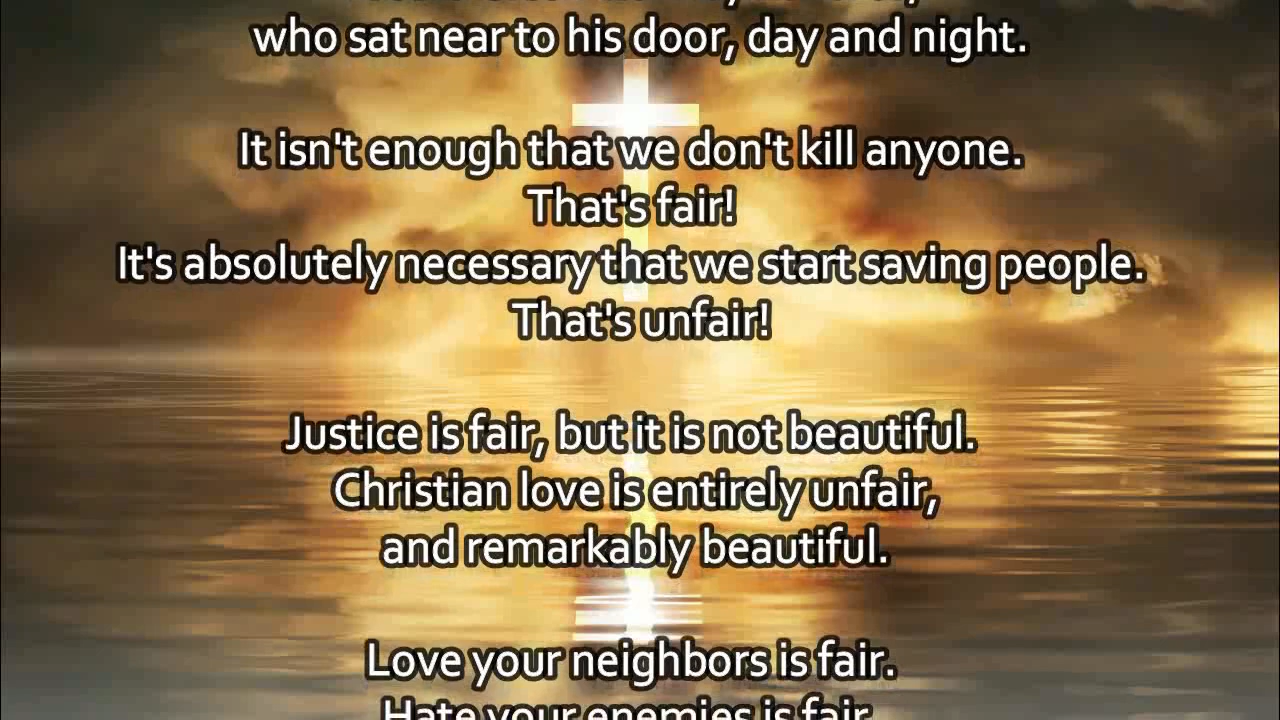 who sat near to his door, day and night.
It isn't enough that we don't kill anyone.
That's fair!
It's absolutely necessary that we start saving people.
That's unfair!
Justice is fair, but it is not beautiful.
Christian love is entirely unfair,
and remarkably beautiful.
Love your neighbors is fair.
Hate your enemies is fair.